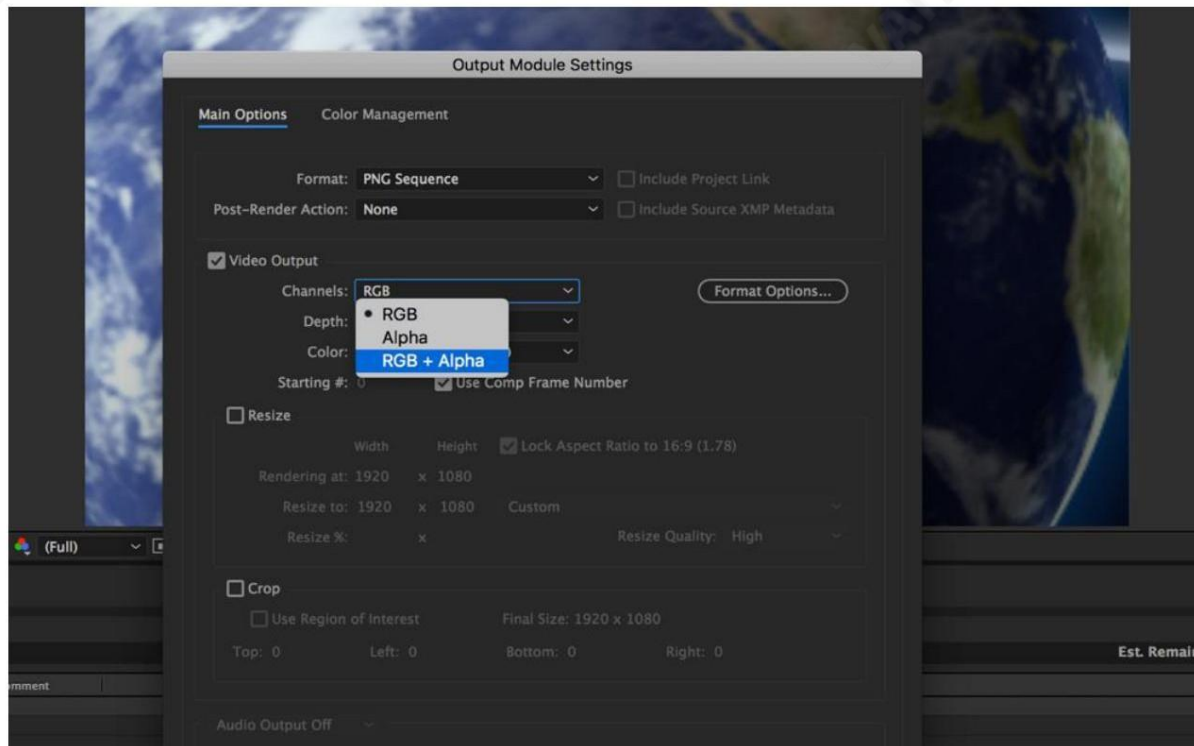 Output Module Settings
Main Options Color Management
Format: PNG Sequence Include Project Link
Post-Render Action: None Include Source XMP Metadata
Video Output
Channels: RGB Format Options...
• RGB
Depth:
Alpha
Color:
RGB + Alpha
Starting #: 0 Use Comp Frame Number
Resize
Width Height Lock Aspect Ratio to 16:9 (1.78)
Rendering at: 1920 x 1080
Resize to: 1920 x 1080 Custom
Resize %: x Resize Quality: High
(Full)
Crop
Use Region of Interest Final Size: 1920 x 1080
Top: 0 Left: 0 Bottom: 0 Right: 0
Est. Remain
omment
Audio Output Off